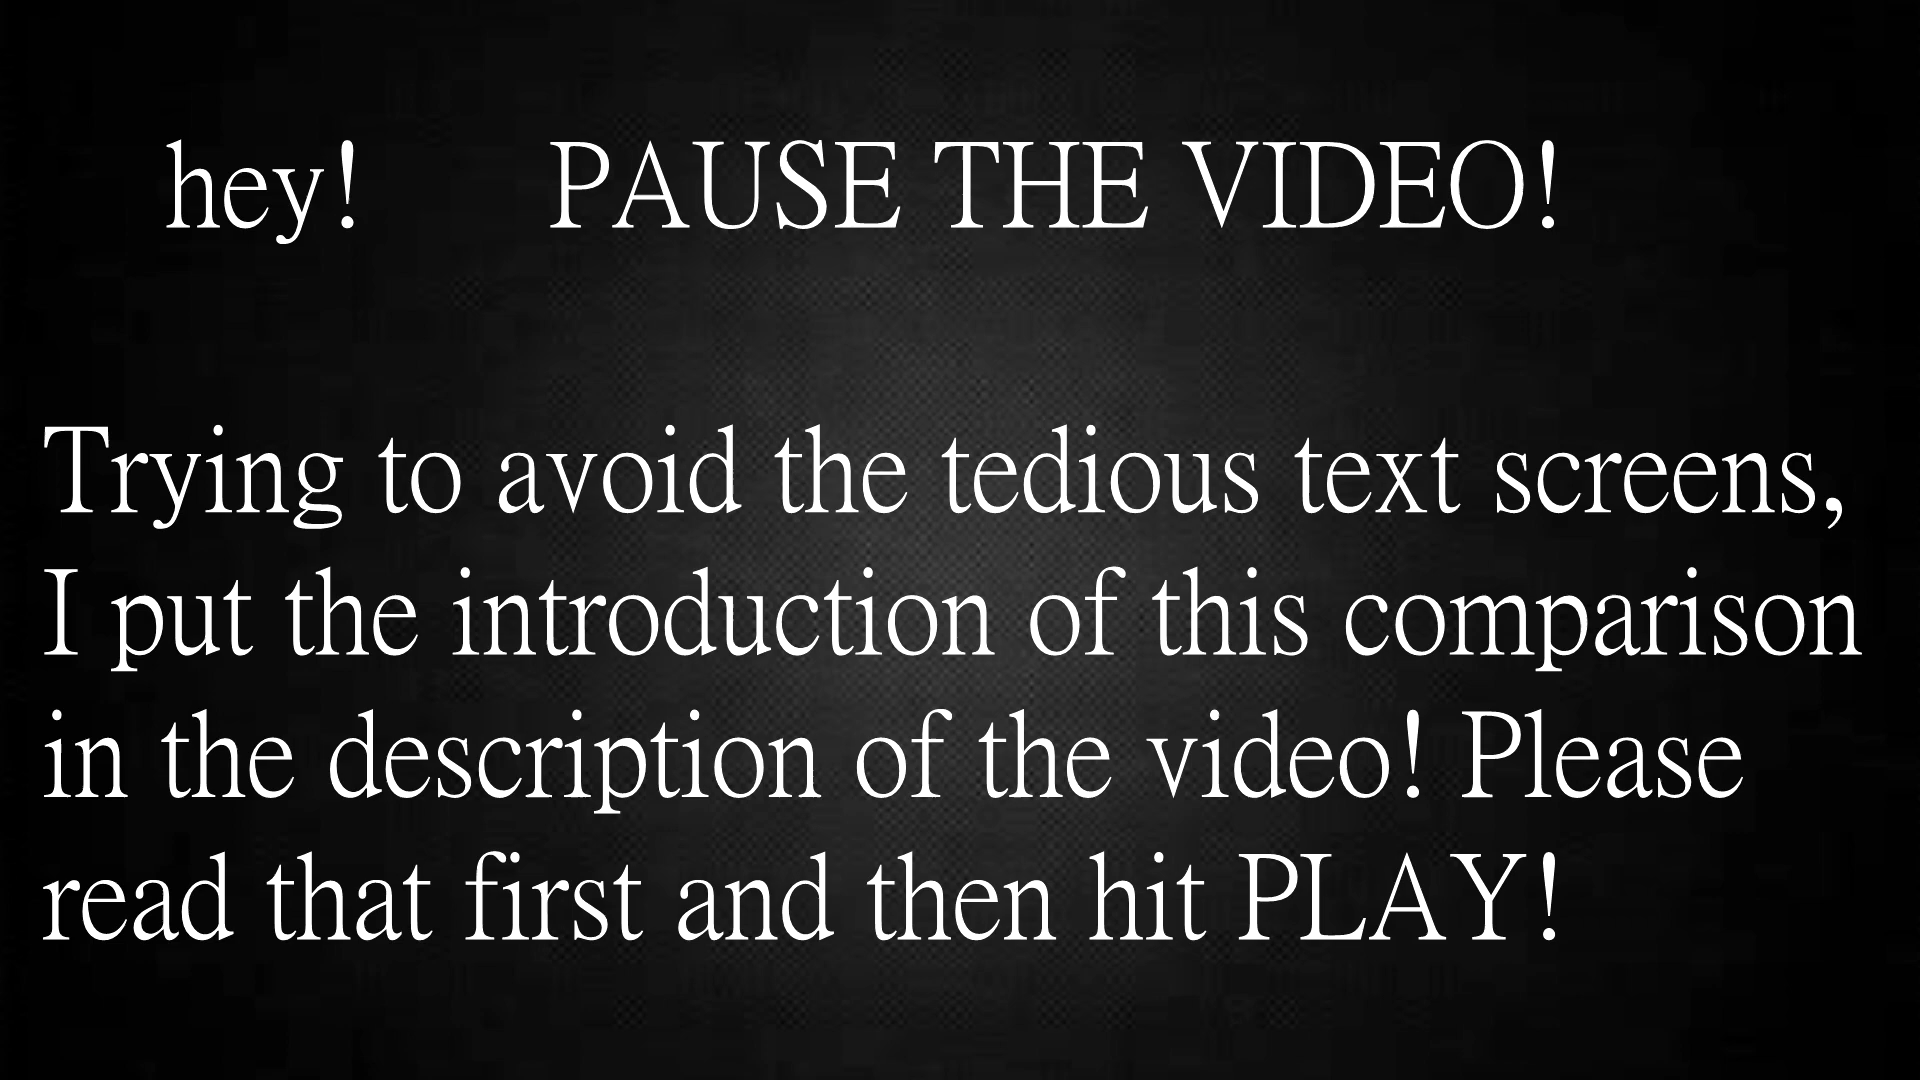 hey! PAUSE THE VIDEO!
Trying to avoid the tedious text screens,
I put the introduction of this comparison
in the description of the video! Please
read that first and then hit PLAY!